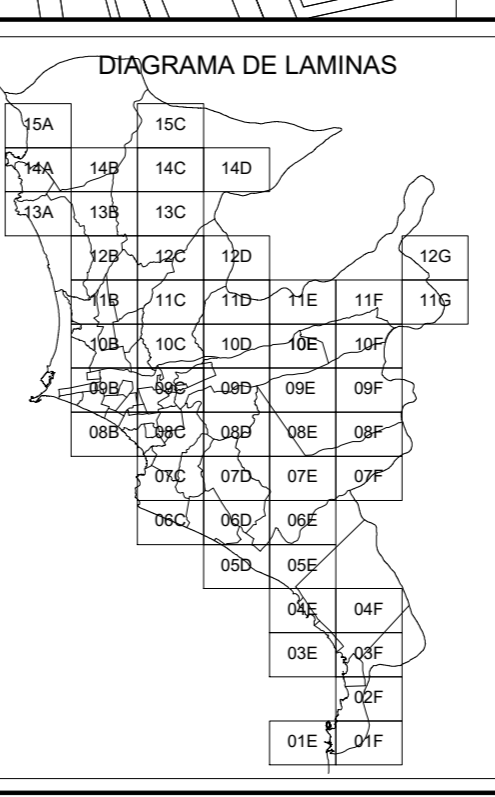 DIAGRAMA DE LAMINAS
15A 15C
14A 14B 14C 14D
13A 13B 13C
12B 12C 12D 12G
11B 11C 11D 11E 11F 11G
10B 10C 10D 10E 10F
09B 09C 09D 09E 09F
08B 08C 08D 08E 08F
07C 07D 07E 07F
06C 06D 06E
05D 05E
04E 04F
03E 03F
02F
01E 01F